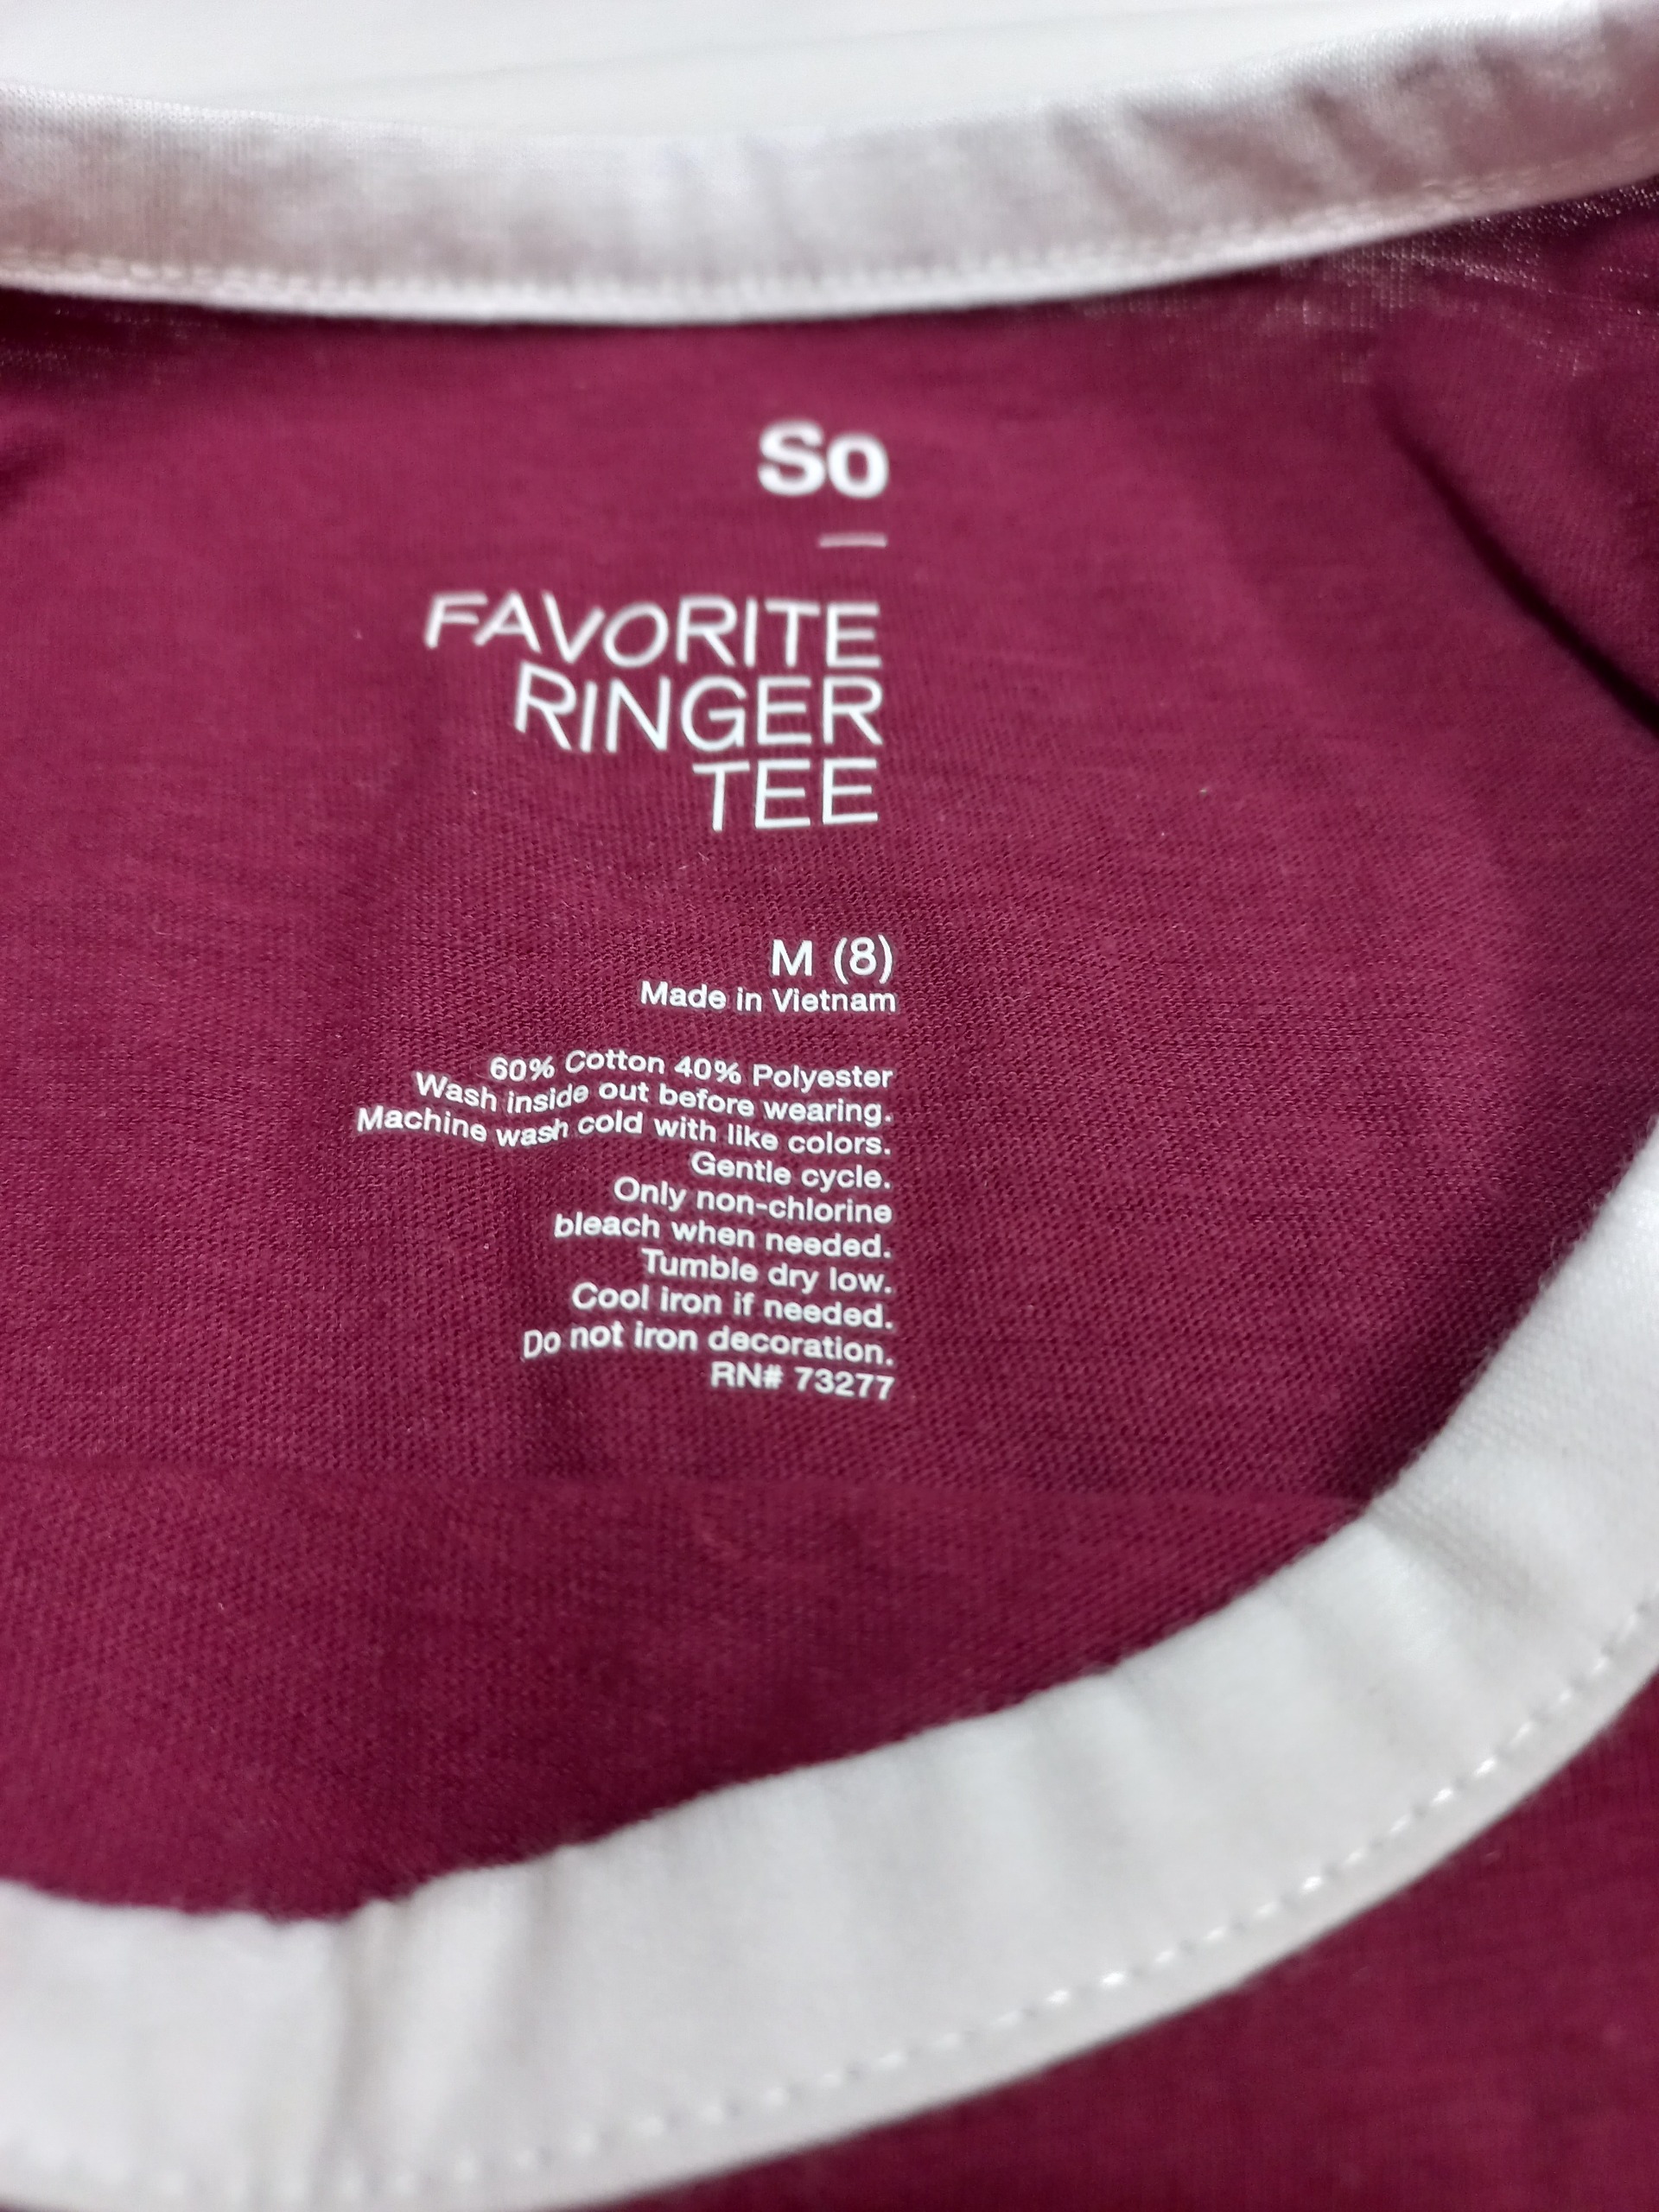 So
FAVORITE
RINGER
TEE
M (8)
Made in Vietnam
60% Cotton 40% Polyester
Wash inside out before wearing.
Machine wash cold with like colors.
Gentle cycle.
Only non-chlorine
bleach when needed.
Tumble dry low.
Cool iron if needed.
Do not iron decoration.
RN# 73277